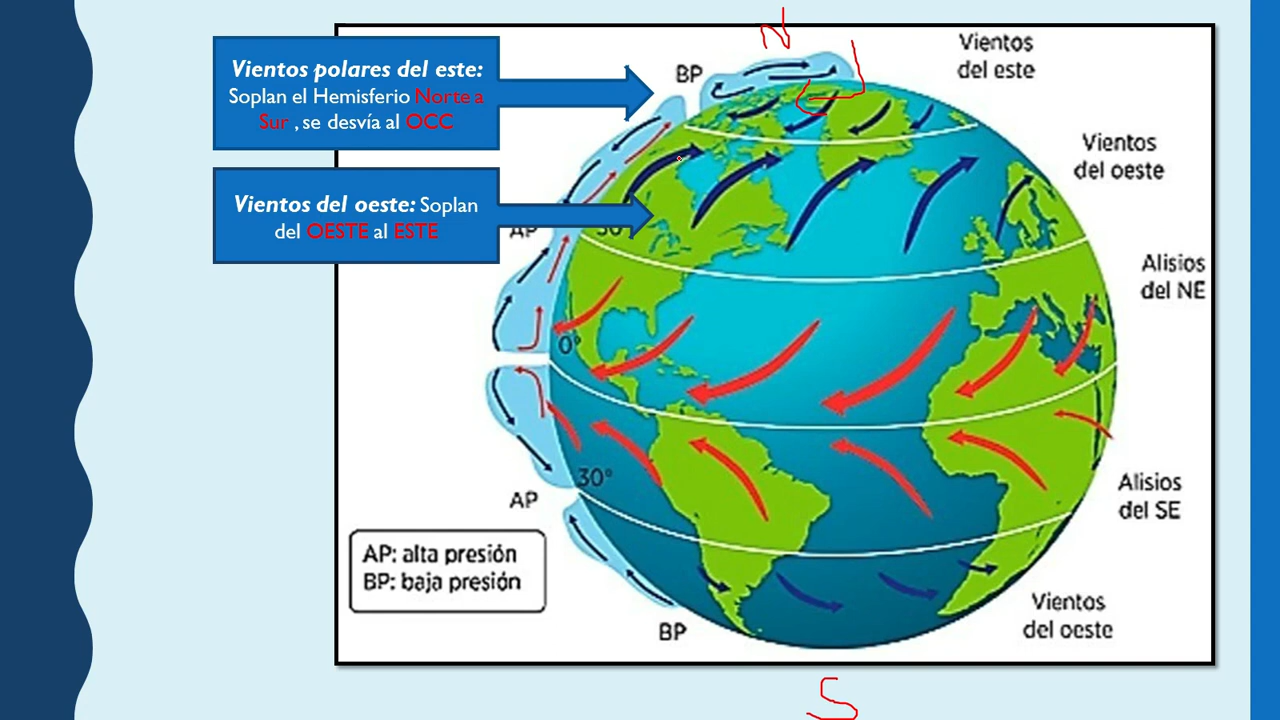 N
Vientos polares del este:
Soplan el Hemisferio Norte a
Sur , se desvía al OCC
Vientos del oeste: Soplan
del OESTE al ESTE
BP
Vientos
del este
Vientos
del oeste
AP
30°
Alisios
del NE
0°
30°
AP
Alisios
del SE
AP: alta presión
BP: baja presión
BP
Vientos
del oeste
S